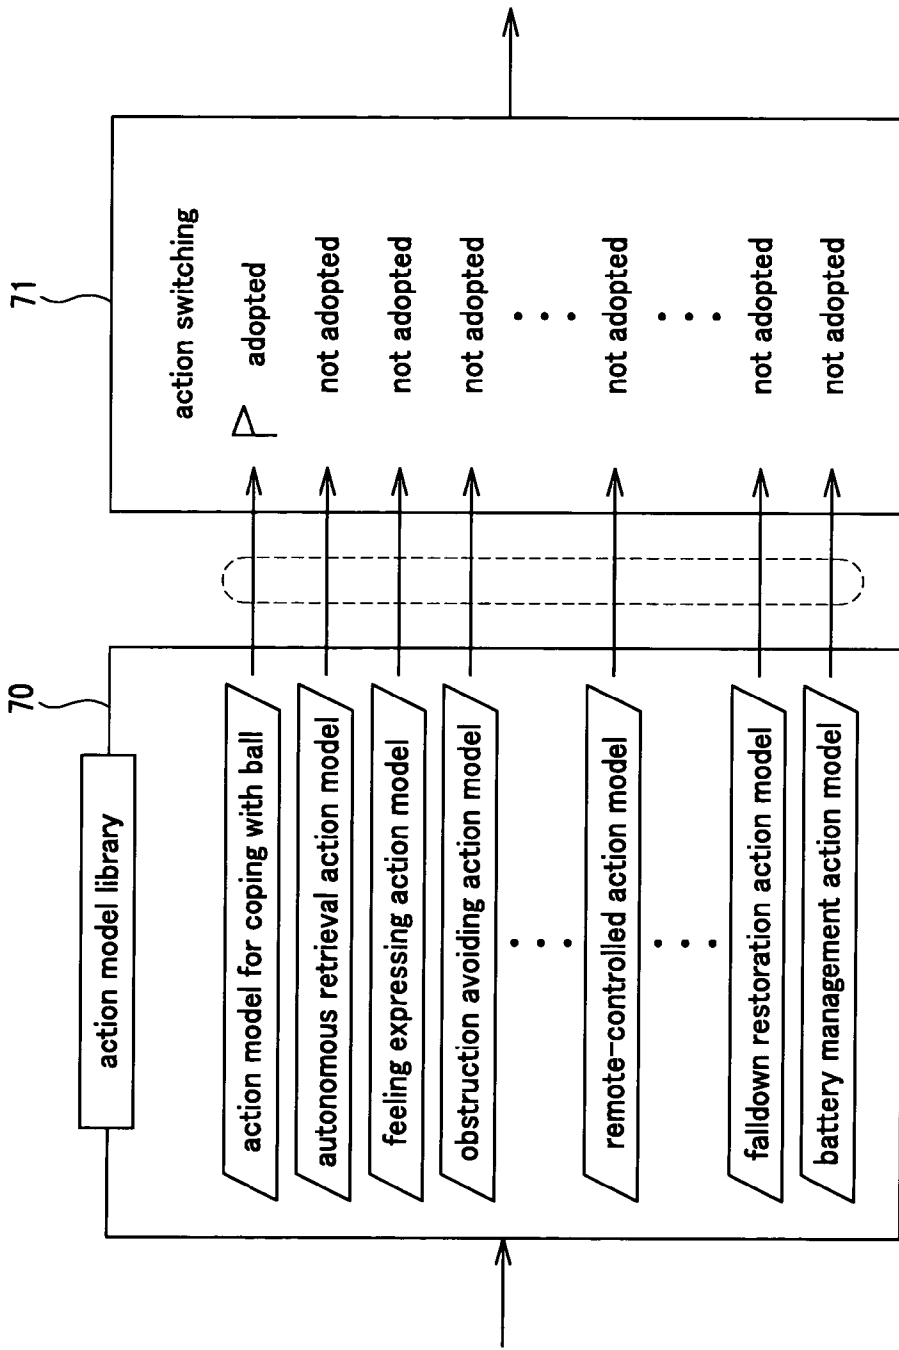 70
action model library
action model for coping with ball
autonomous retrieval action model
feeling expressing action model
obstruction avoiding action model
remote-controlled action model
falldown restoration action model
battery management action model
71
action switching
adopted
not adopted
not adopted
not adopted
not adopted
not adopted
not adopted